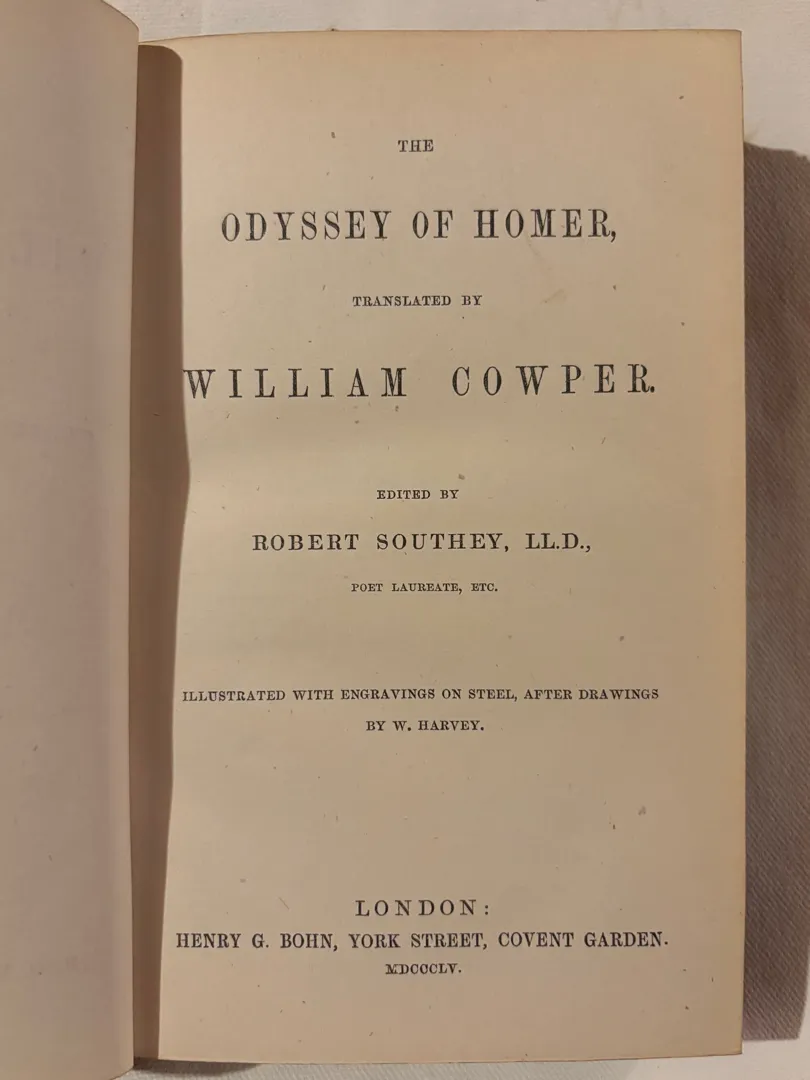 THE
ODYSSEY OF HOMER,
TRANSLATED BY
WILLIAM COWPER.
EDITED BY
ROBERT SOUTHEY, LL.D.,
POET LAUREATE, ETC.
ILLUSTRATED WITH ENGRAVINGS ON STEEL, AFTER DRAWINGS
BY W. HARVEY.
LONDON:
HENRY G. BOHN, YORK STREET, COVENT GARDEN.
MDCCCLV.